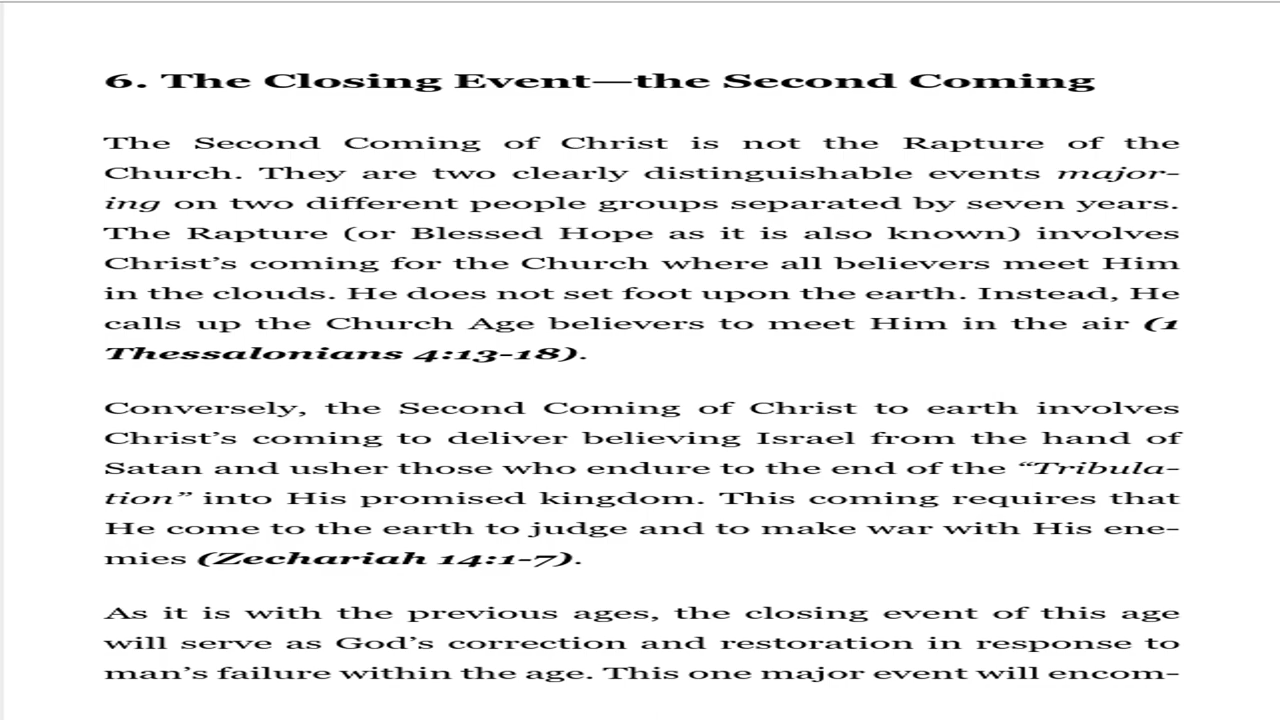 6. The Closing Event—the Second Coming
The Second Coming of Christ is not the Rapture of the
Church. They are two clearly distinguishable events major-
ing on two different people groups separated by seven years.
The Rapture (or Blessed Hope as it is also known) involves
Christ’s coming for the Church where all believers meet Him
in the clouds. He does not set foot upon the earth. Instead, He
calls up the Church Age believers to meet Him in the air (1
Thessalonians 4:13-18).
Conversely, the Second Coming of Christ to earth involves
Christ’s coming to deliver believing Israel from the hand of
Satan and usher those who endure to the end of the “Tribula-
tion” into His promised kingdom. This coming requires that
He come to the earth to judge and to make war with His ene-
mies (Zechariah 14:1-7).
As it is with the previous ages, the closing event of this age
will serve as God’s correction and restoration in response to
man’s failure within the age. This one major event will encom-